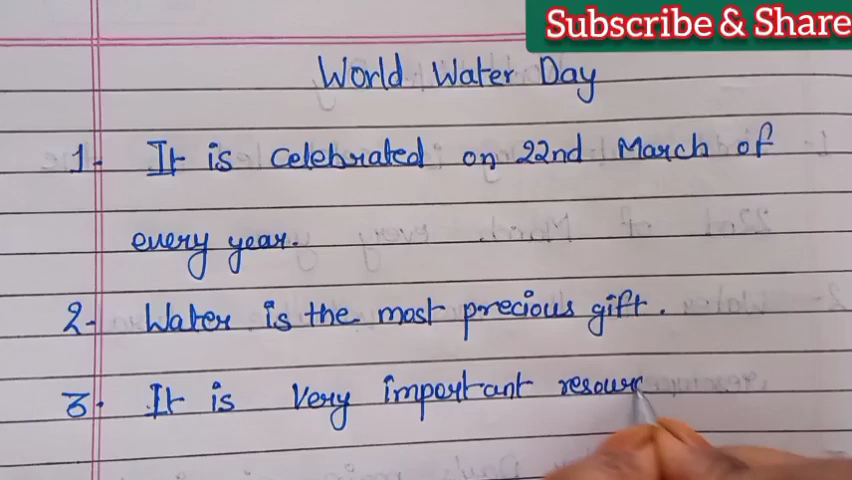 Subscribe & Share
World Water Day
1- It is celebrated on 22nd March of
every year.
2- Water is the most precious gift.
3- It is very important resour